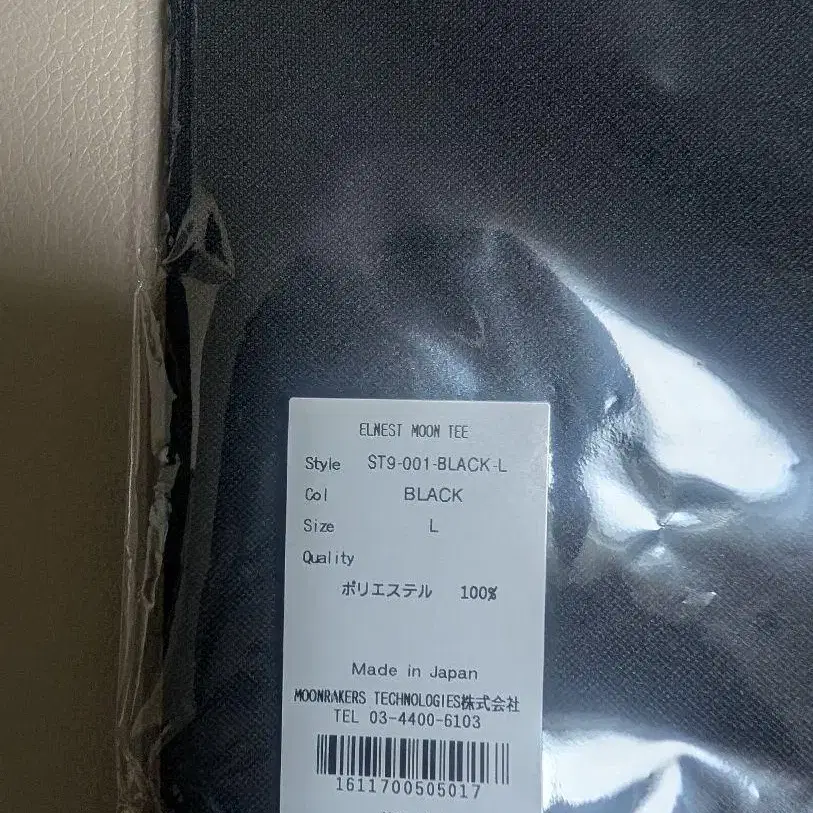 ELNEST MOON TEE
Style ST9-001-BLACK-L
Col BLACK
Size L
Quality
ポリエステル 100%
Made in Japan
MOONRAKERS TECHNOLOGIES株式会社
TEL 03-4400-6103
1611700505017